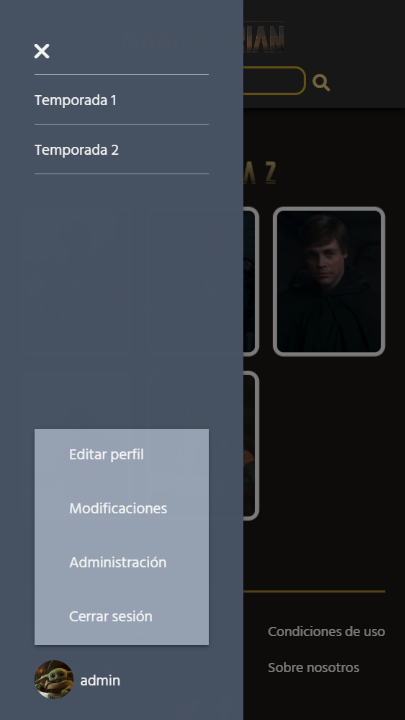 Temporada 1
Temporada 2
Editar perfil
Modificaciones
Administración
Cerrar sesión
admin
Condiciones de uso
Sobre nosotros